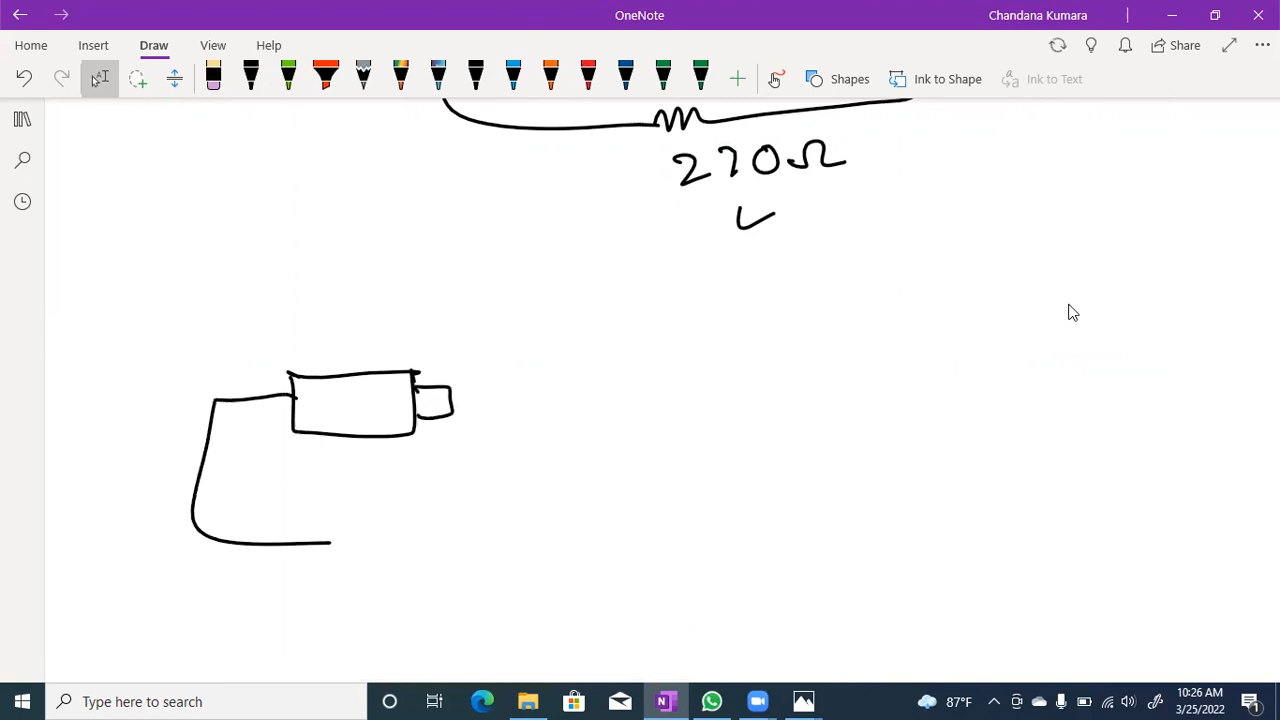 OneNote
Chandana Kumara
Home Insert Draw View Help
Share
Shapes Ink to Shape Ink to Text
270Ω
Type here to search
87°F
10:26 AM
3/25/2022
1